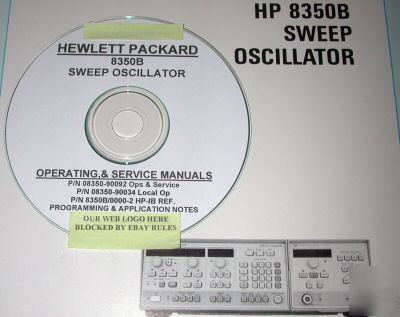 HP 8350B
SWEEP
OSCILLATOR
HEWLETT PACKARD
8350B
SWEEP OSCILLATOR
OPERATING,& SERVICE MANUALS
P/N 08350-90092 Ops & Service
P/N 08350-90034 Local Op
P/N 8350B/0000-2 HP-IB REF.
PROGRAMMING & APPLICATION NOTES
OUR WEB LOGO HERE
BLOCKED BY EBAY RULES